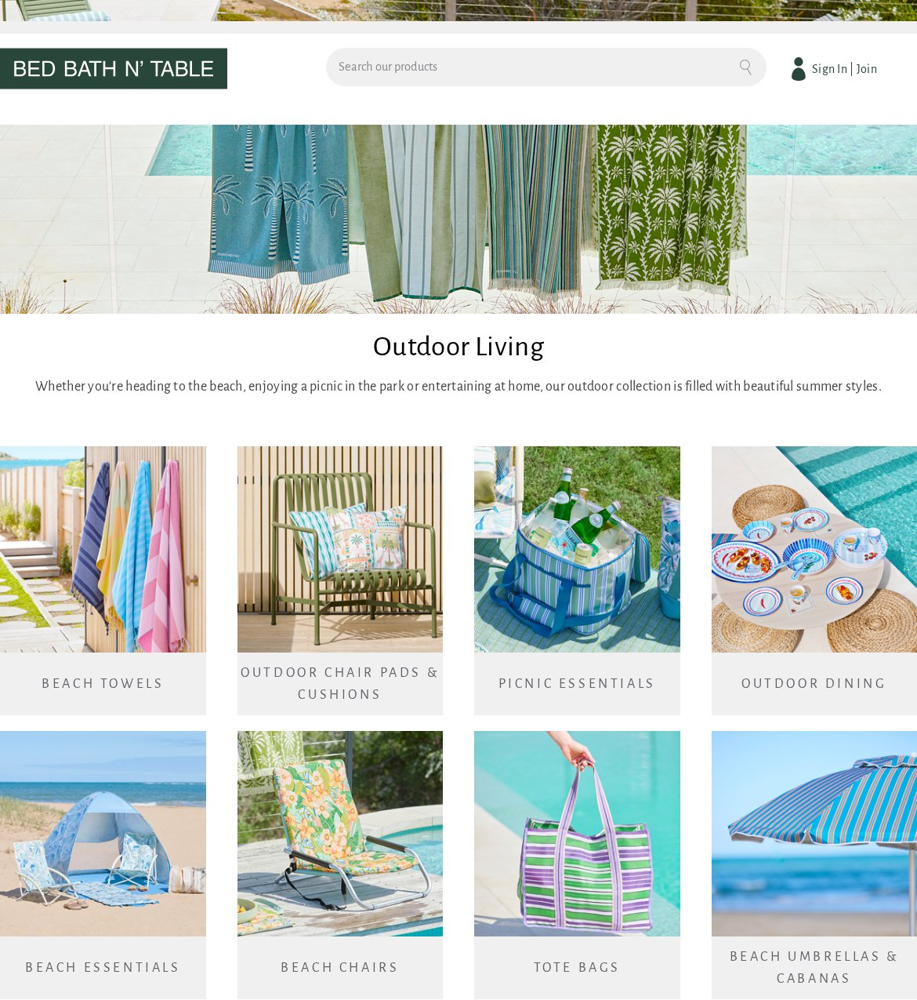 BED BATH N' TABLE
Search our products
Sign In | Join
Outdoor Living
Whether you're heading to the beach, enjoying a picnic in the park or entertaining at home, our outdoor collection is filled with beautiful summer styles.
BEACH TOWELS
OUTDOOR CHAIR PADS &
CUSHIONS
PICNIC ESSENTIALS
OUTDOOR DINING
BEACH ESSENTIALS
BEACH CHAIRS
TOTE BAGS
BEACH UMBRELLAS &
CABANAS